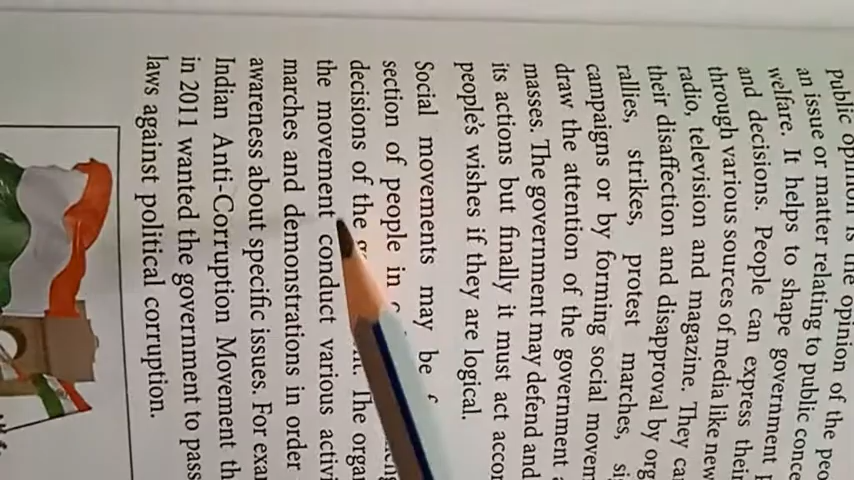 Public opinion is the opinion of the peo
an issue or matter relating to public conce
welfare. It helps to shape government
and decisions. People can express their
through various sources of media like new
radio, television and magazine. They ca
their disaffection and disapproval by org
rallies, strikes, protest marches, si
campaigns or by forming social movem
draw the attention of the government
masses. The government may defend and
its actions but finally it must act accor
people's wishes if they are logical.
Social movements may be
section of people in
decisions of the The orga
the movement conduct various activi
marches and demonstrations in order
awareness about specific issues. For exa
Indian Anti-Corruption Movement th
in 2011 wanted the government to pass
laws against political corruption.